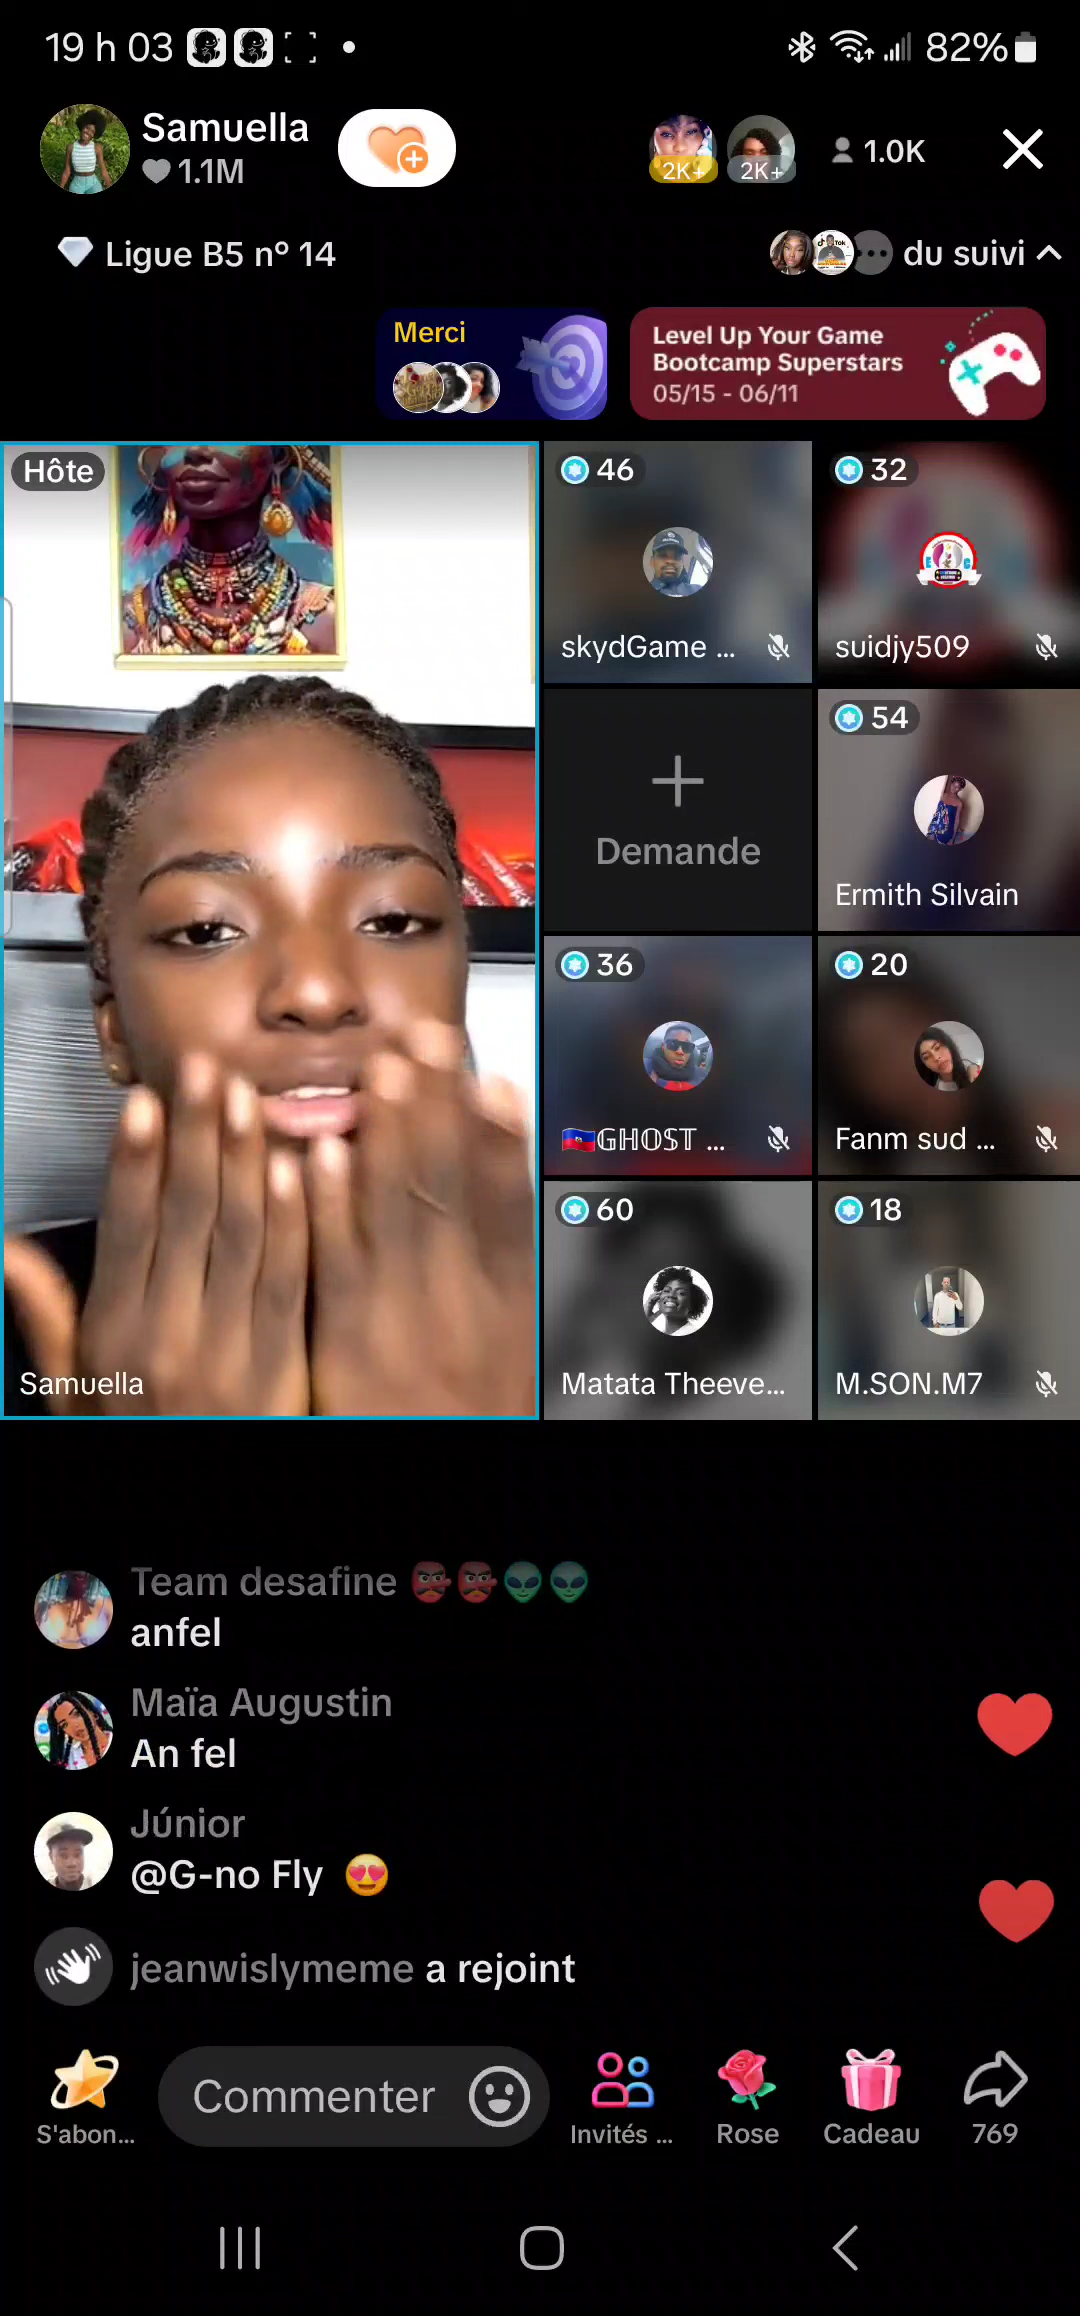 19 h 03
82%
Samuella
1.1M
2K+
2K+
1.0K
Ligue B5 nº 14
du suivi
Merci
Level Up Your Game
Bootcamp Superstars
05/15 - 06/11
Hôte
46
skydGame ...
32
suidjy509
Demande
54
Ermith Silvain
36
🇭🇹𝔾ℍ𝕆𝕊𝕋 ...
20
Fanm sud ...
Samuella
60
Matata Theeve...
18
M.SON.M7
Team desafine 👺👺👽👽
anfel
Maïa Augustin
An fel
Júnior
@G-no Fly 😍
jeanwislymeme a rejoint
Commenter
S'abon...
Invités ...
Rose
Cadeau
769